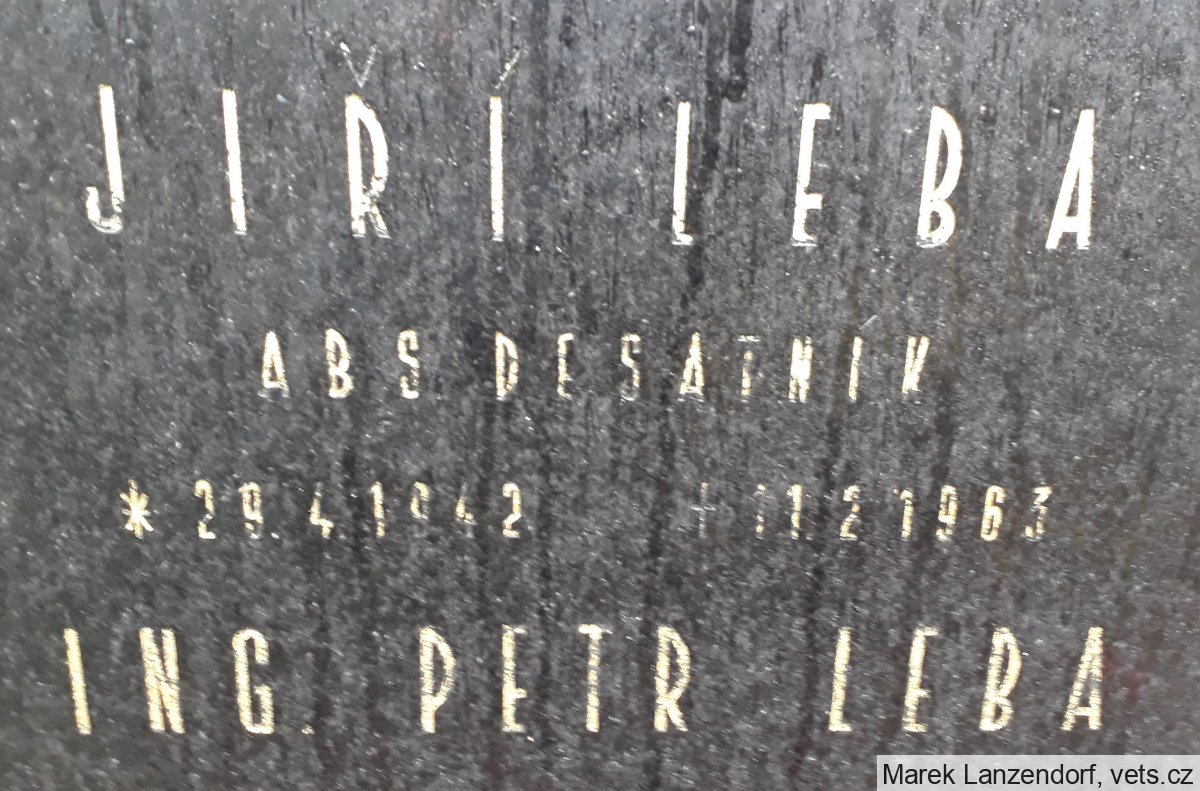 JIŘÍ LEBA
ABS DESÁTNÍK
* 29. 4. 1942 † 11. 2. 1963
ING. PETR LEBA
Marek Lanzendorf, vets.cz